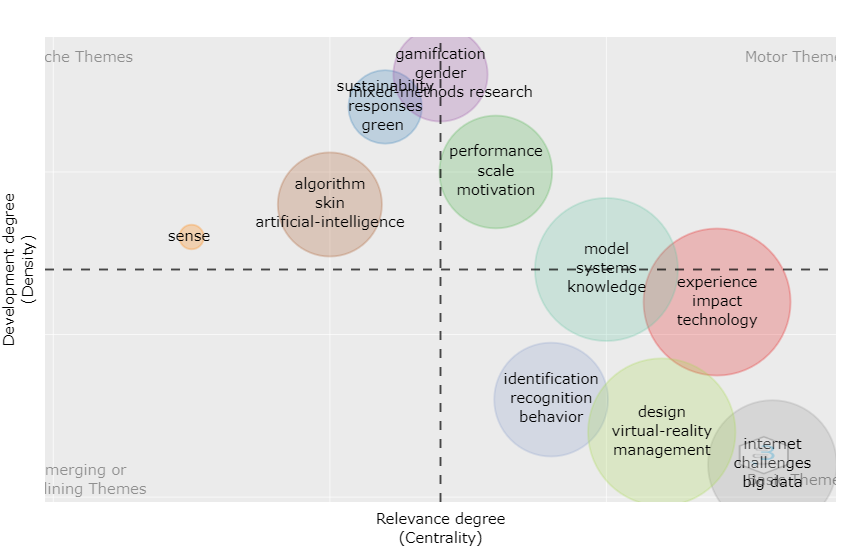 che Themes
Motor Theme
gamification
gender
mixed-methods research
sustainability
responses
green
performance
scale
motivation
algorithm
skin
artificial-intelligence
sense
model
systems
knowledge
experience
impact
technology
identification
recognition
behavior
design
virtual-reality
management
internet
challenges
big data
merging or
lining Themes
Basic Theme
Development degree
(Density)
Relevance degree
(Centrality)